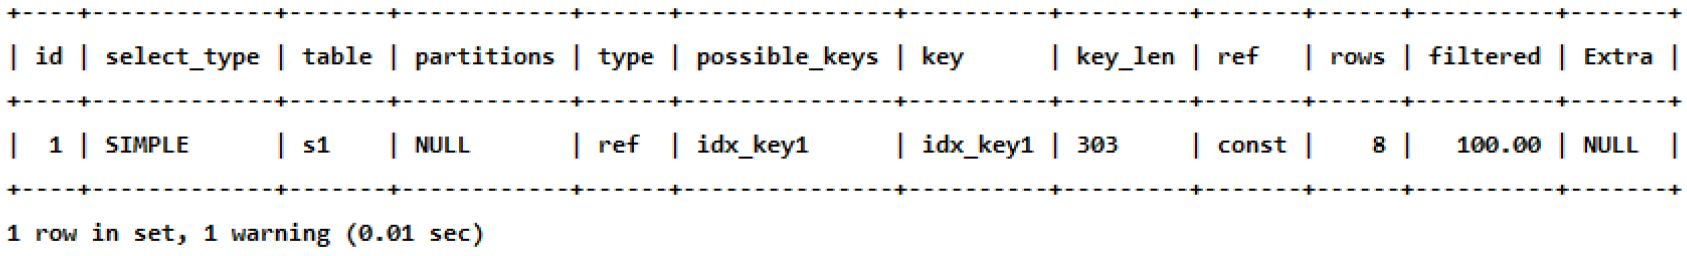 +----+-------------+-------+------------+------+---------------+----------+---------+-------+------+----------+-------+
| id | select_type | table | partitions | type | possible_keys | key      | key_len | ref   | rows | filtered | Extra |
+----+-------------+-------+------------+------+---------------+----------+---------+-------+------+----------+-------+
|  1 | SIMPLE      | s1    | NULL       | ref  | idx_key1      | idx_key1 | 303     | const |    8 |   100.00 | NULL  |
+----+-------------+-------+------------+------+---------------+----------+---------+-------+------+----------+-------+
1 row in set, 1 warning (0.01 sec)